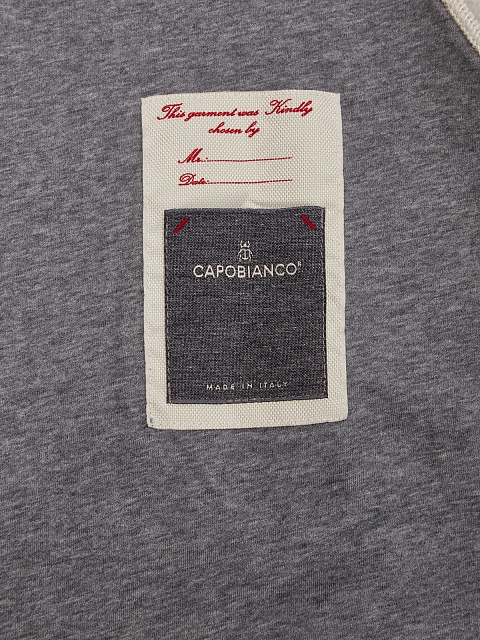 This garment was Kindly
chosen by
Mr.:
Date:
CAPOBIANCO®
MADE IN ITALY